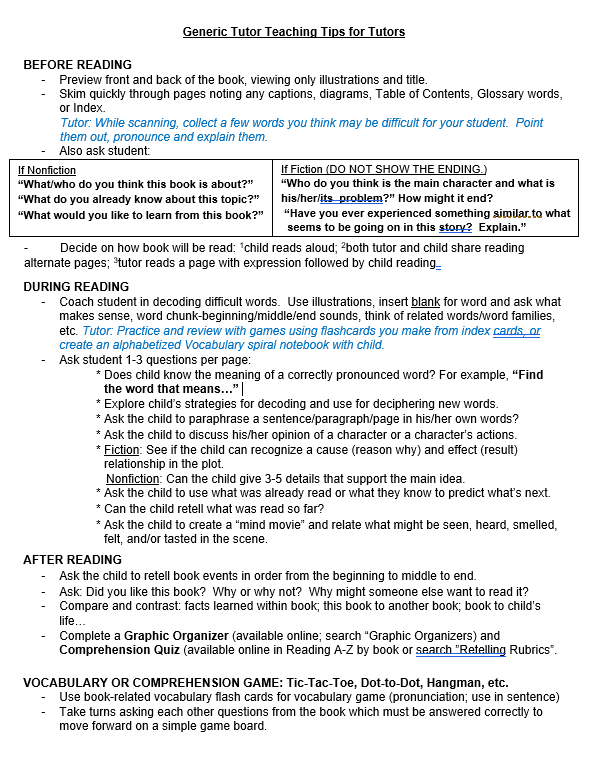 Generic Tutor Teaching Tips for Tutors
BEFORE READING
- Preview front and back of the book, viewing only illustrations and title.
- Skim quickly through pages noting any captions, diagrams, Table of Contents, Glossary words,
or Index.
Tutor: While scanning, collect a few words you think may be difficult for your student. Point
them out, pronounce and explain them.
- Also ask student:
If Nonfiction
“What/who do you think this book is about?”
“What do you already know about this topic?”
“What would you like to learn from this book?”
If Fiction (DO NOT SHOW THE ENDING.)
“Who do you think is the main character and what is
his/her/its problem?” How might it end?
“Have you ever experienced something similar to what
seems to be going on in this story? Explain.”
- Decide on how book will be read: ¹child reads aloud; ²both tutor and child share reading
alternate pages; ³tutor reads a page with expression followed by child reading.
DURING READING
- Coach student in decoding difficult words. Use illustrations, insert blank for word and ask what
makes sense, word chunk-beginning/middle/end sounds, think of related words/word families,
etc. Tutor: Practice and review with games using flashcards you make from index cards, or
create an alphabetized Vocabulary spiral notebook with child.
- Ask student 1-3 questions per page:
* Does child know the meaning of a correctly pronounced word? For example, “Find
the word that means…”
* Explore child’s strategies for decoding and use for deciphering new words.
* Ask the child to paraphrase a sentence/paragraph/page in his/her own words?
* Ask the child to discuss his/her opinion of a character or a character’s actions.
* Fiction: See if the child can recognize a cause (reason why) and effect (result)
relationship in the plot.
Nonfiction: Can the child give 3-5 details that support the main idea.
* Ask the child to use what was already read or what they know to predict what’s next.
* Can the child retell what was read so far?
* Ask the child to create a “mind movie” and relate what might be seen, heard, smelled,
felt, and/or tasted in the scene.
AFTER READING
- Ask the child to retell book events in order from the beginning to middle to end.
- Ask: Did you like this book? Why or why not? Why might someone else want to read it?
- Compare and contrast: facts learned within book; this book to another book; book to child’s
life…
- Complete a Graphic Organizer (available online; search “Graphic Organizers) and
Comprehension Quiz (available online in Reading A-Z by book or search ”Retelling Rubrics”.
VOCABULARY OR COMPREHENSION GAME: Tic-Tac-Toe, Dot-to-Dot, Hangman, etc.
- Use book-related vocabulary flash cards for vocabulary game (pronunciation; use in sentence)
- Take turns asking each other questions from the book which must be answered correctly to
move forward on a simple game board.